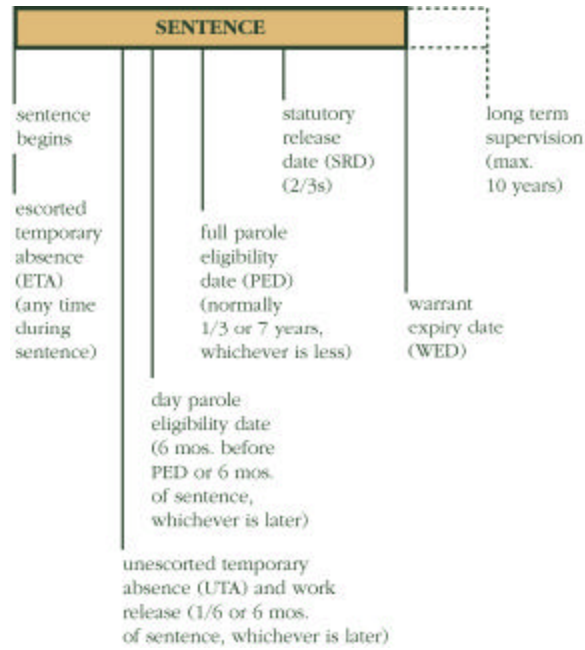 SENTENCE
sentence
begins
escorted
temporary
absence
(ETA)
(any time
during
sentence)
unescorted temporary
absence (UTA) and work
release (1/6 or 6 mos.
of sentence, whichever is later)
day parole
eligibility date
(6 mos. before
PED or 6 mos.
of sentence,
whichever is later)
full parole
eligibility
date (PED)
(normally
1/3 or 7 years,
whichever is less)
statutory
release
date (SRD)
(2/3s)
warrant
expiry date
(WED)
long term
supervision
(max.
10 years)